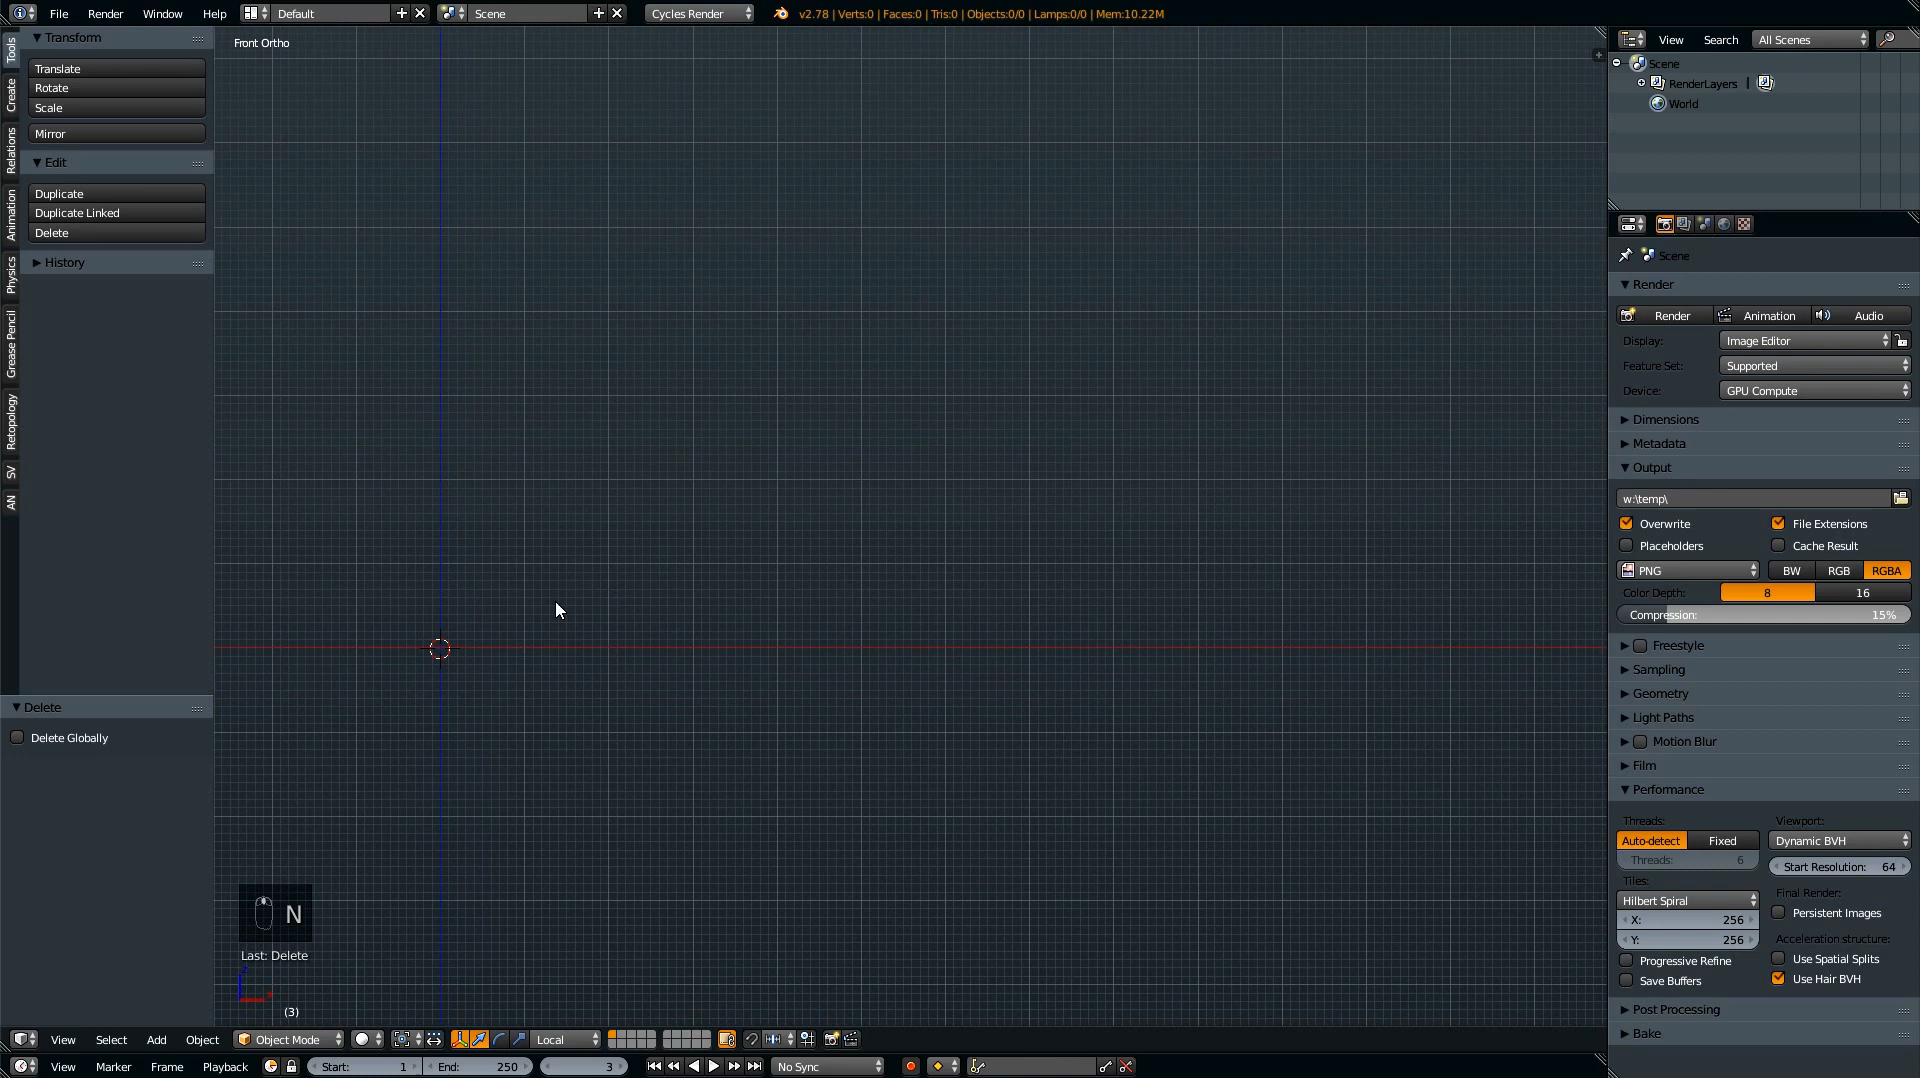 File Render Window Help Default Scene Cycles Render v2.78 | Verts:0 | Faces:0 | Tris:0 | Objects:0/0 | Lamps:0/0 | Mem:10.22M
Tools
Create
Relations
Animation
Physics
Grease Pencil
Retopology
SV
AN
Transform
Translate
Rotate
Scale
Mirror
Edit
Duplicate
Duplicate Linked
Delete
History
Delete
Delete Globally
Front Ortho
N
Last: Delete
(3)
View Select Add Object Object Mode Local
View Marker Frame Playback Start: 1 End: 250 3 No Sync
View Search All Scenes
Scene
RenderLayers |
World
Scene
Render
Render Animation Audio
Display: Image Editor
Feature Set: Supported
Device: GPU Compute
Dimensions
Metadata
Output
w:\temp\
Overwrite File Extensions
Placeholders Cache Result
PNG BW RGB RGBA
Color Depth: 8 16
Compression: 15%
Freestyle
Sampling
Geometry
Light Paths
Motion Blur
Film
Performance
Threads: Viewport:
Auto-detect Fixed Dynamic BVH
Threads: 6 Start Resolution: 64
Tiles: Final Render:
Hilbert Spiral Persistent Images
X: 256
Y: 256 Acceleration structure:
Progressive Refine Use Spatial Splits
Save Buffers Use Hair BVH
Post Processing
Bake